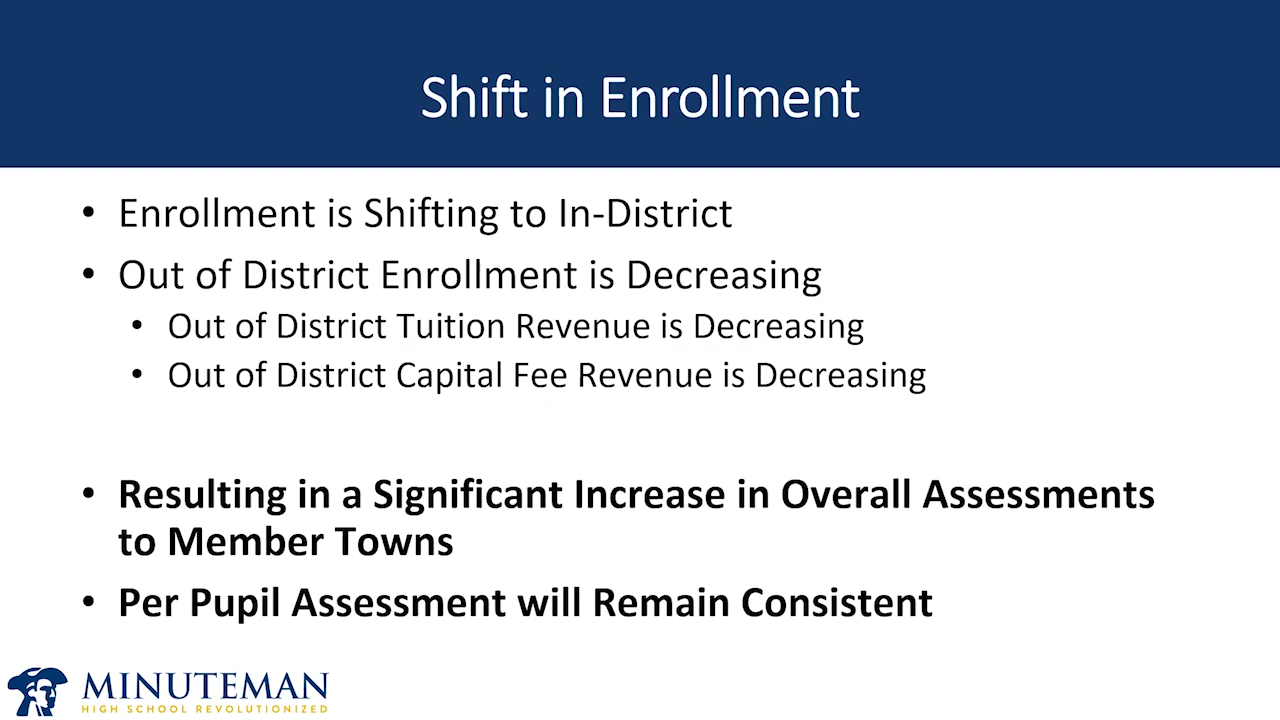 Shift in Enrollment
• Enrollment is Shifting to In-District
• Out of District Enrollment is Decreasing
• Out of District Tuition Revenue is Decreasing
• Out of District Capital Fee Revenue is Decreasing
• Resulting in a Significant Increase in Overall Assessments
to Member Towns
• Per Pupil Assessment will Remain Consistent
MINUTEMAN
HIGH SCHOOL REVOLUTIONIZED